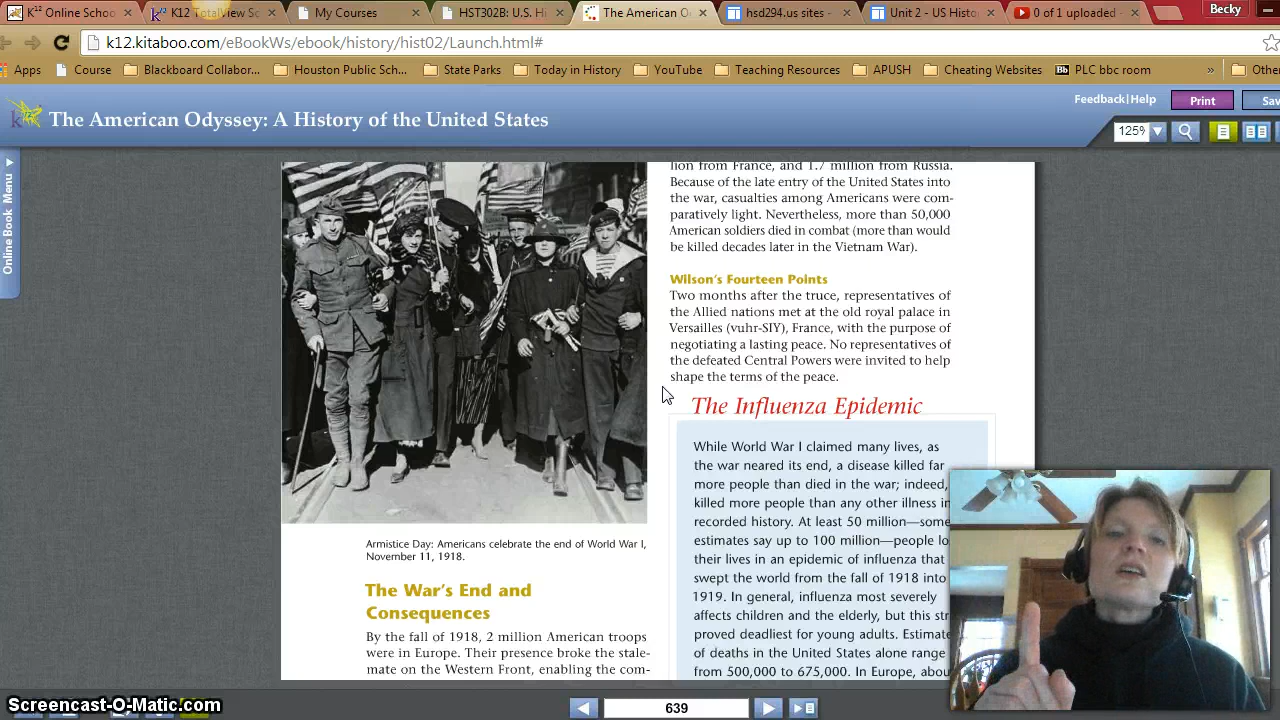 K¹² Online Schoo
K12 TotalView Sc
My Courses
HST302B: U.S. Hi
The American O
hsd294.us sites -
Unit 2 - US Histo
0 of 1 uploaded -
Becky
k12.kitaboo.com/eBookWs/ebook/history/hist02/Launch.html#
Apps
Course
Blackboard Collabor...
Houston Public Sch...
State Parks
Today in History
YouTube
Teaching Resources
APUSH
Cheating Websites
Bb PLC bbc room
»
Other
Feedback|Help
Print
Sav
The American Odyssey: A History of the United States
125%
Online Book Menu
lion from France, and 1.7 million from Russia.
Because of the late entry of the United States into
the war, casualties among Americans were com-
paratively light. Nevertheless, more than 50,000
American soldiers died in combat (more than would
be killed decades later in the Vietnam War).
Wilson's Fourteen Points
Two months after the truce, representatives of
the Allied nations met at the old royal palace in
Versailles (vuhr-SIY), France, with the purpose of
negotiating a lasting peace. No representatives of
the defeated Central Powers were invited to help
shape the terms of the peace.
The Influenza Epidemic
While World War I claimed many lives, as
the war neared its end, a disease killed far
more people than died in the war; indeed,
killed more people than any other illness in
recorded history. At least 50 million—some
estimates say up to 100 million—people lo
their lives in an epidemic of influenza that
swept the world from the fall of 1918 into
1919. In general, influenza most severely
affects children and the elderly, but this str
proved deadliest for young adults. Estimate
of deaths in the United States alone range
from 500,000 to 675,000. In Europe, abou
Armistice Day: Americans celebrate the end of World War I,
November 11, 1918.
The War's End and
Consequences
By the fall of 1918, 2 million American troops
were in Europe. Their presence broke the stale-
mate on the Western Front, enabling the com-
Screencast-O-Matic.com
639